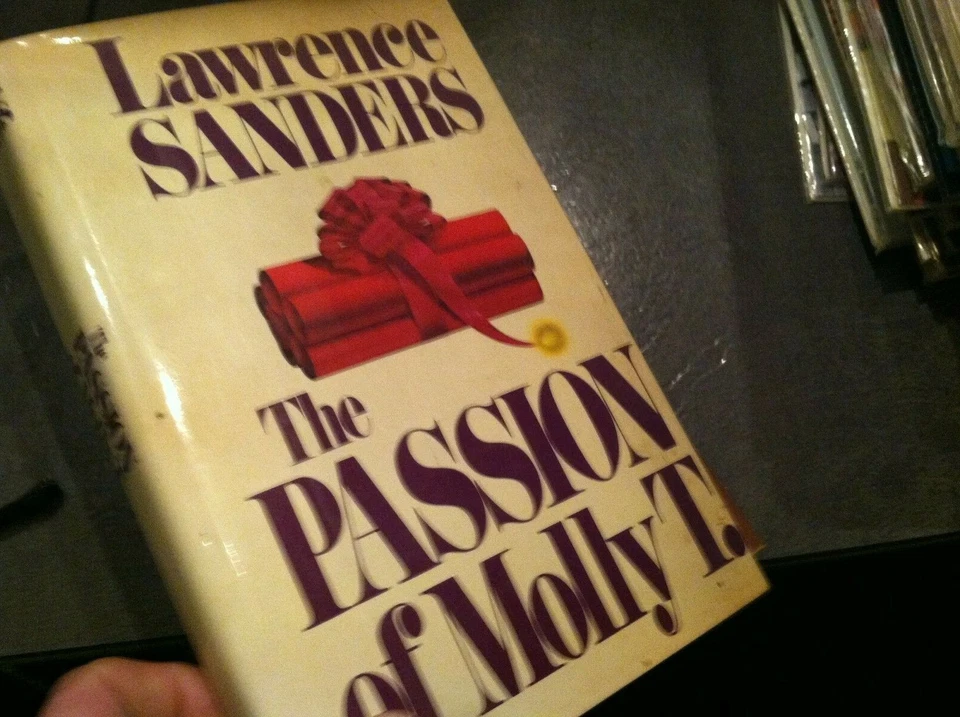 Lawrence
SANDERS
The
PASSION
of Molly T.